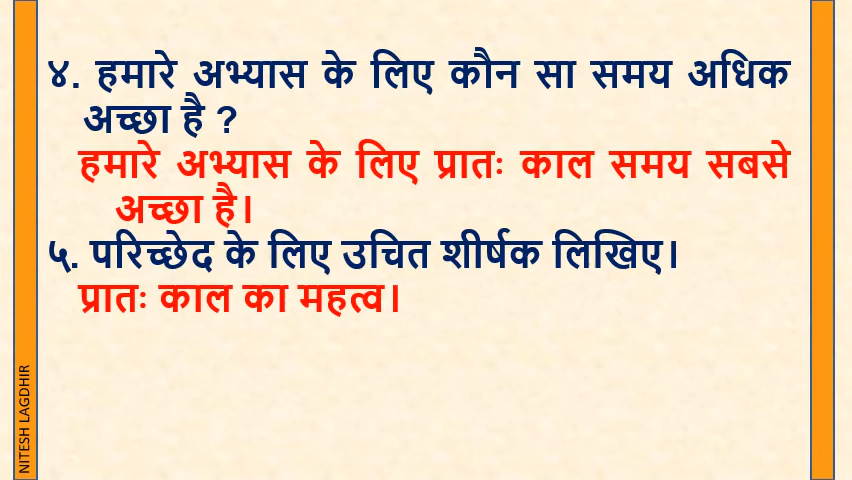 ४. हमारे अभ्यास के लिए कौन सा समय अधिक
अच्छा है ?
हमारे अभ्यास के लिए प्रातः काल समय सबसे
अच्छा है।
५. परिच्छेद के लिए उचित शीर्षक लिखिए।
प्रातः काल का महत्व।
NITESH LAGDHIR